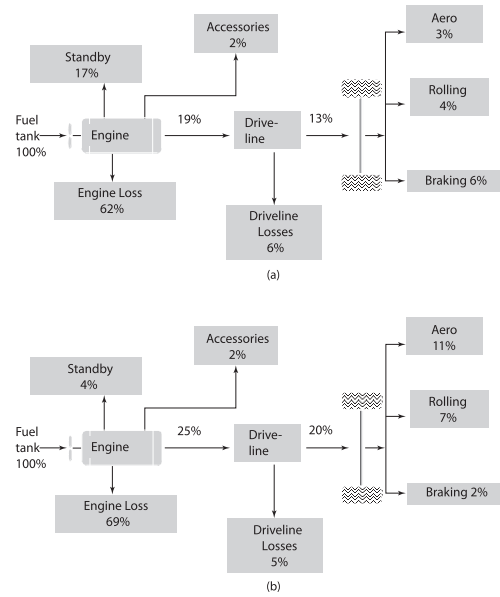 Accessories
2%
Aero
3%
Standby
17%
Rolling
4%
Fuel
tank
100%
Engine
19%
Drive-
line
13%
Engine Loss
62%
Braking 6%
Driveline
Losses
6%
(a)
Accessories
2%
Aero
11%
Standby
4%
Rolling
7%
Fuel
tank
100%
Engine
25%
Drive-
line
20%
Engine Loss
69%
Braking 2%
Driveline
Losses
5%
(b)